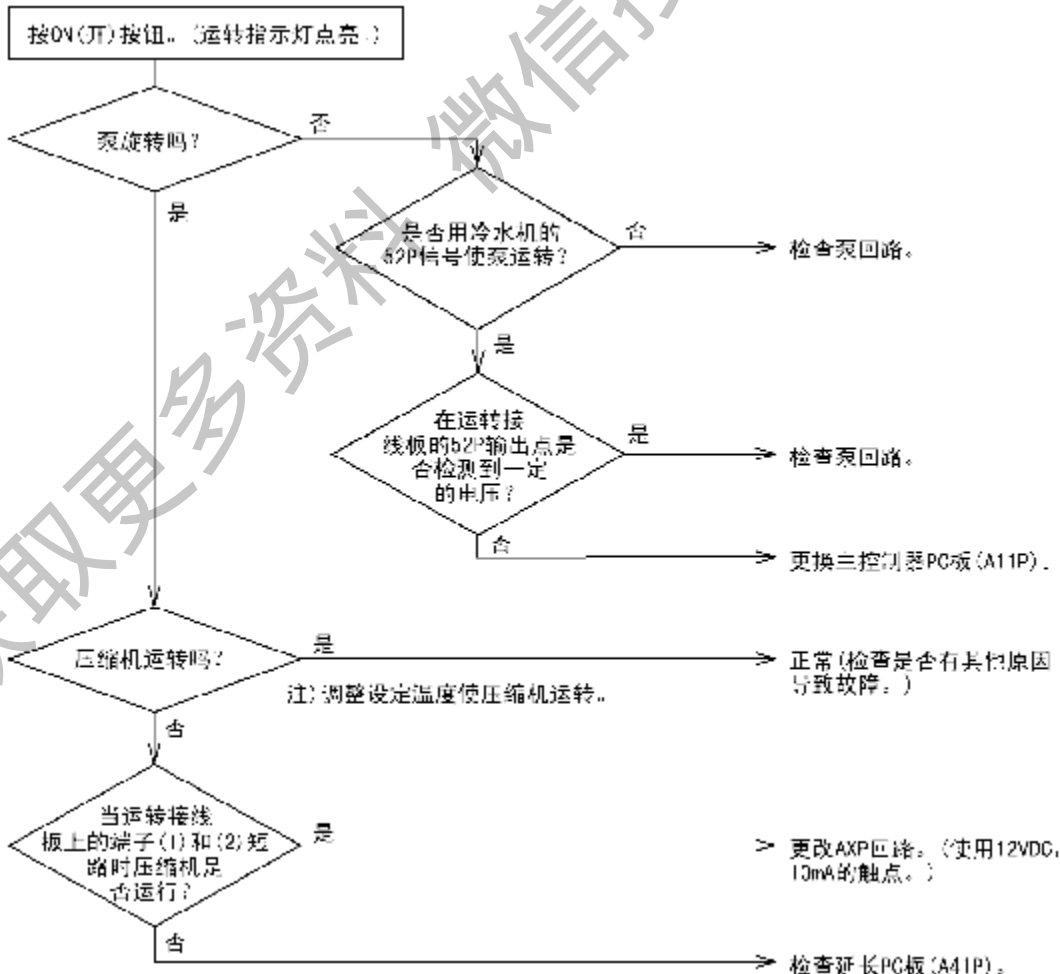 按ON(开)按钮。(运转指示灯点亮。)
泵旋转吗?
否
是
是否用冷水机的
52P信号使泵运转?
否
检查泵回路。
是
在运转接
线板的52P输出点是
否检测到一定
的电压?
是
检查泵回路。
否
更换主控制器PC板(A11P)。
压缩机运转吗?
是
正常(检查是否有其他原因
导致故障。)
注)调整设定温度使压缩机运转。
否
当运转接线
板上的端子(1)和(2)短
路时压缩机是
否运行?
是
更改AXP回路。(使用12VDC,
10mA的触点。)
否
检查延长PC板(A41P)。
获取更多资料 微信搜